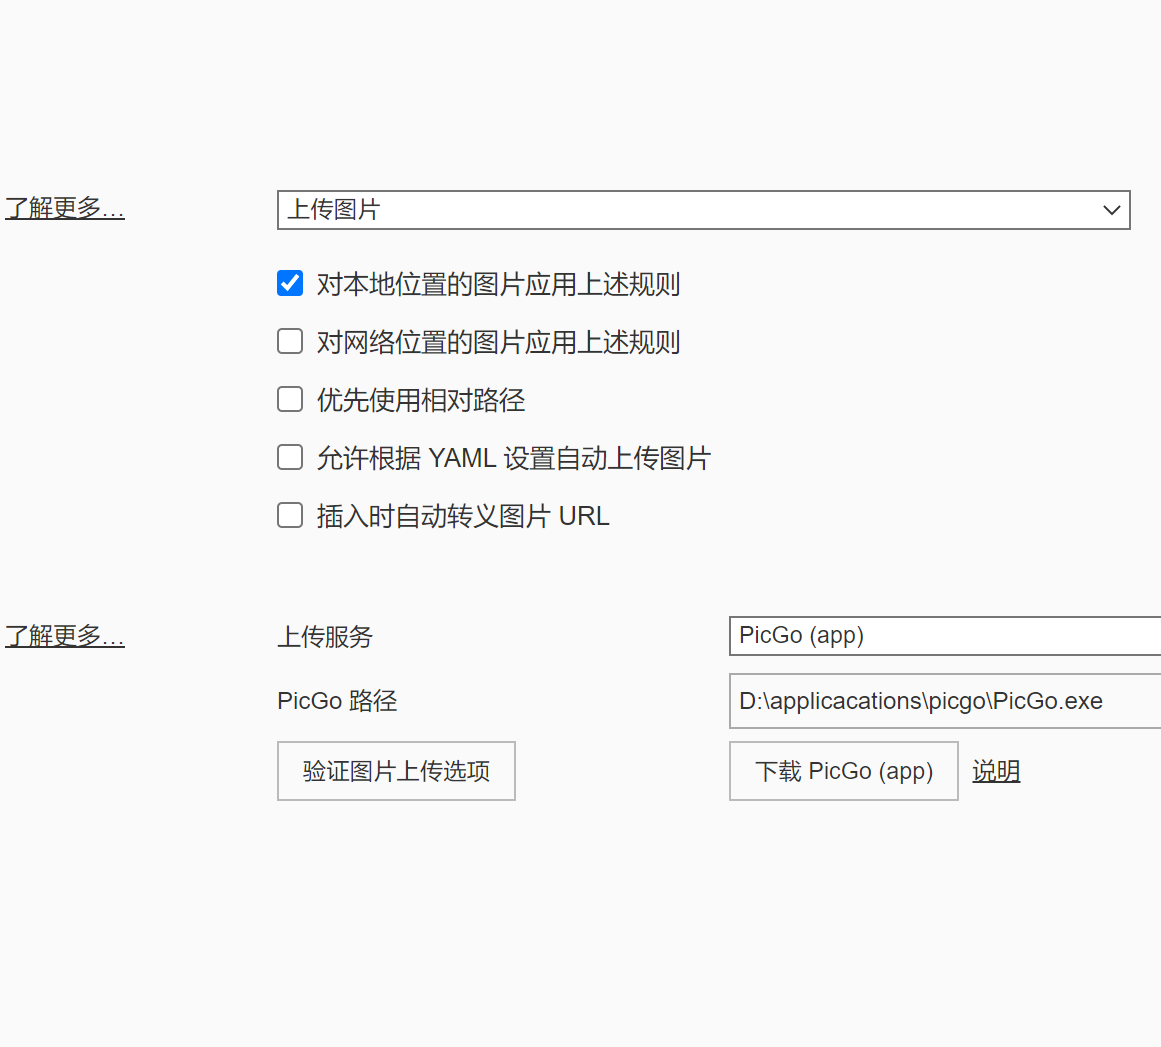 了解更多…
上传图片
对本地位置的图片应用上述规则
对网络位置的图片应用上述规则
优先使用相对路径
允许根据 YAML 设置自动上传图片
插入时自动转义图片 URL
了解更多…
上传服务
PicGo (app)
PicGo 路径
D:\applicacations\picgo\PicGo.exe
验证图片上传选项
下载 PicGo (app)
说明